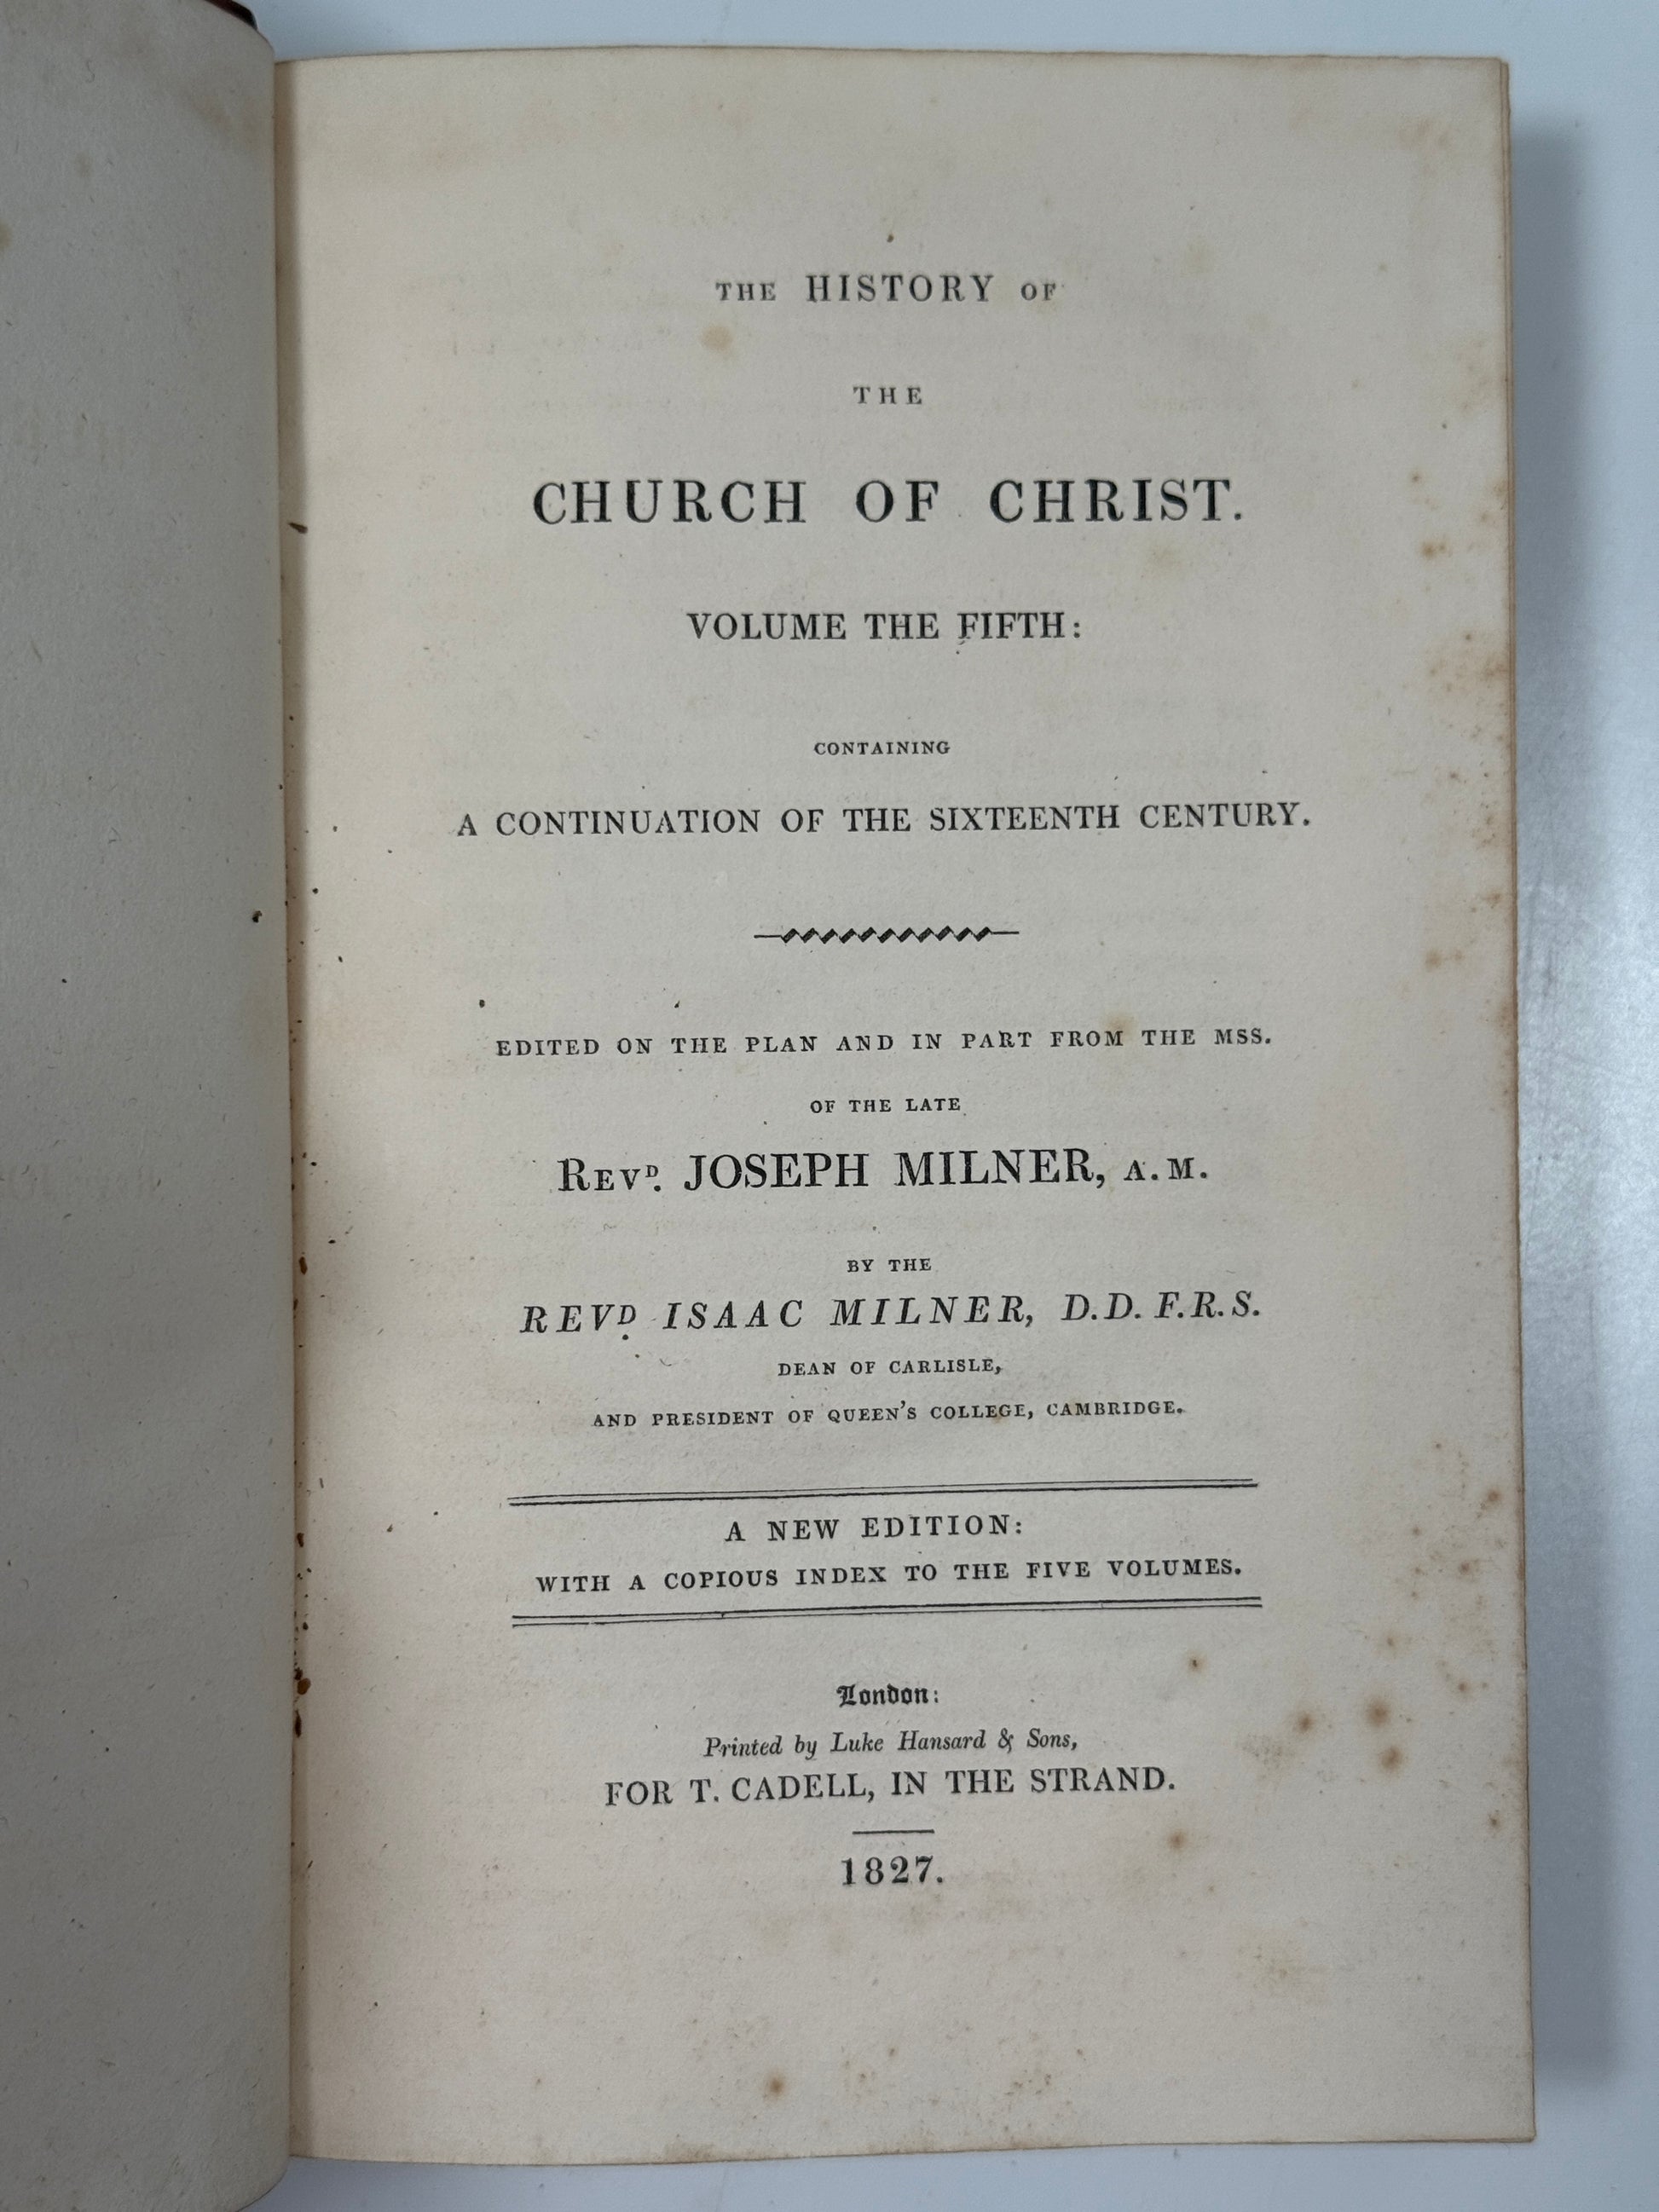 THE HISTORY OF
THE
CHURCH OF CHRIST.
VOLUME THE FIFTH:
CONTAINING
A CONTINUATION OF THE SIXTEENTH CENTURY.
EDITED ON THE PLAN AND IN PART FROM THE MSS.
OF THE LATE
REVD. JOSEPH MILNER, A.M.
BY THE
REVD. ISAAC MILNER, D.D. F.R.S.
DEAN OF CARLISLE,
AND PRESIDENT OF QUEEN'S COLLEGE, CAMBRIDGE.
A NEW EDITION:
WITH A COPIOUS INDEX TO THE FIVE VOLUMES.
London:
Printed by Luke Hansard & Sons,
FOR T. CADELL, IN THE STRAND.
1827.